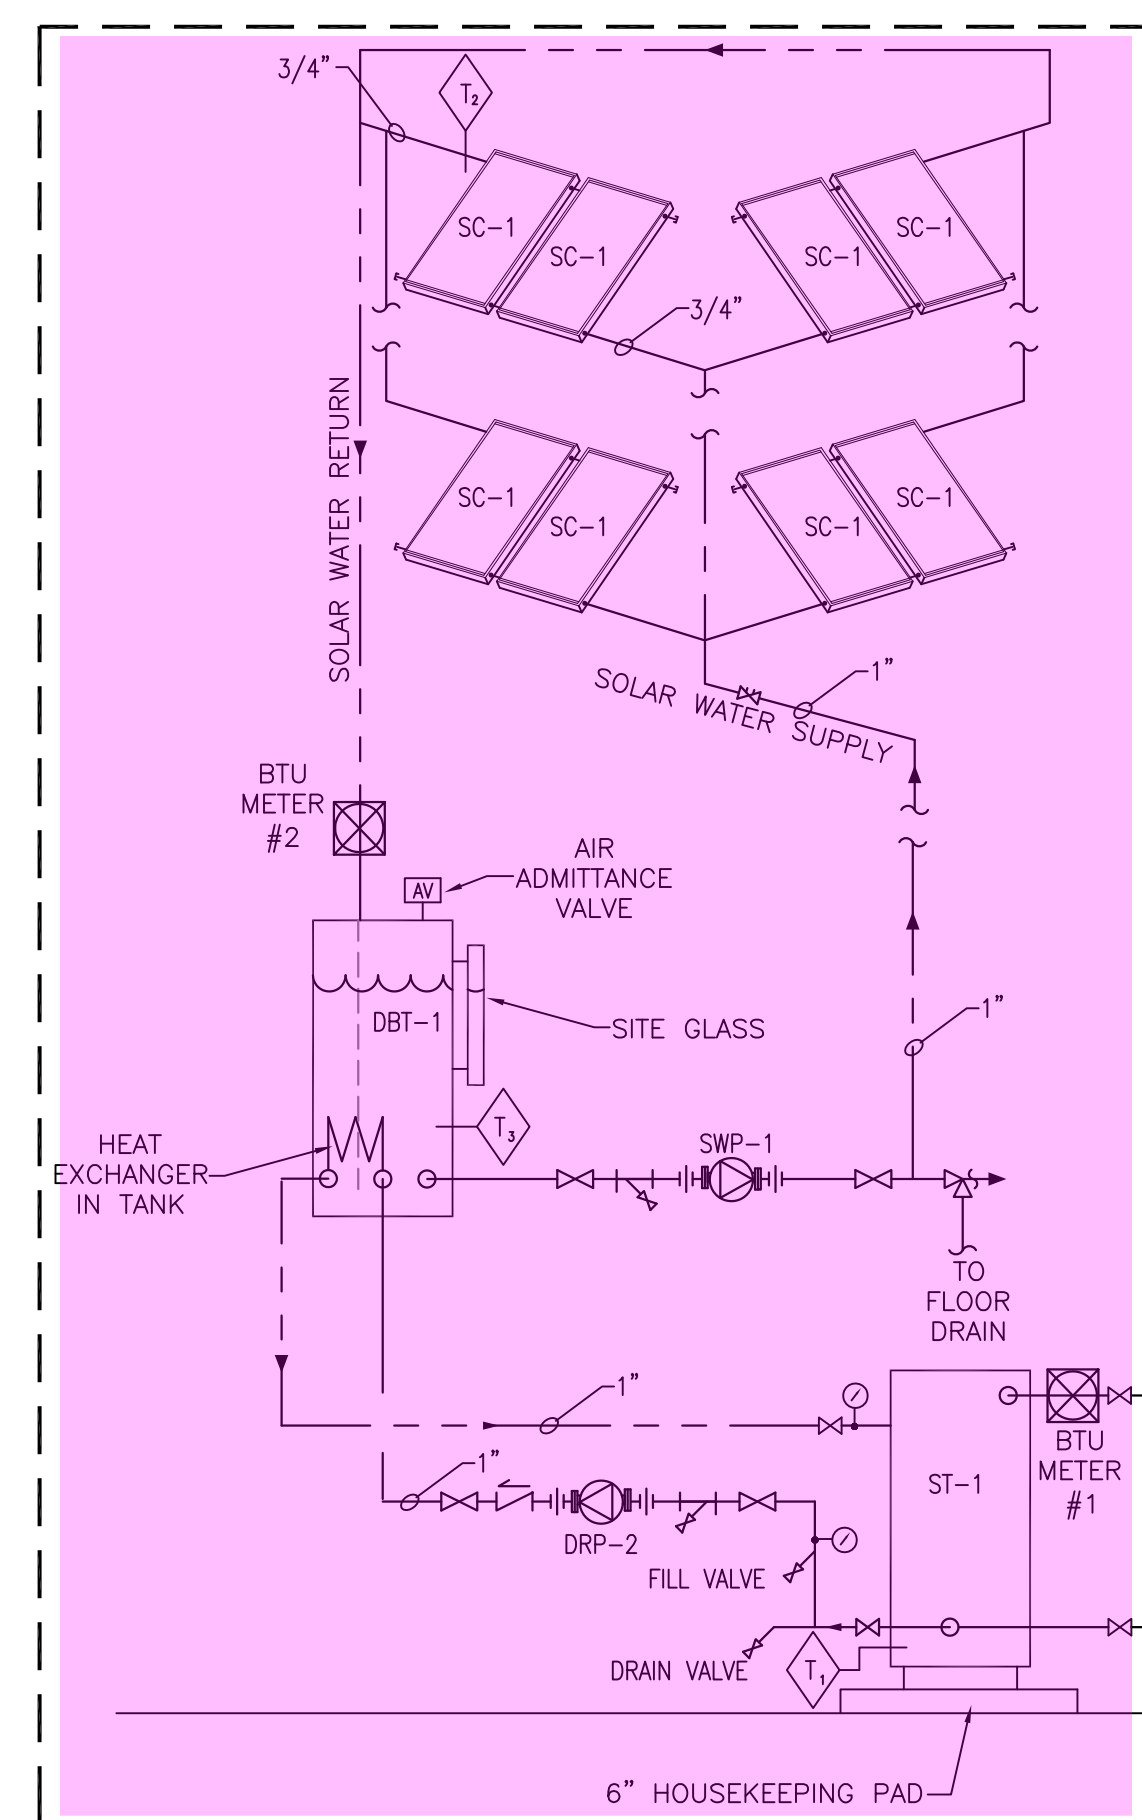 3/4"
T2
SC-1
SC-1
SC-1
SC-1
3/4"
SOLAR WATER RETURN
SC-1
SC-1
SC-1
SC-1
1"
SOLAR WATER SUPPLY
BTU
METER
#2
AIR
ADMITTANCE
VALVE
AV
DBT-1
SITE GLASS
1"
T3
HEAT
EXCHANGER
IN TANK
SWP-1
TO
FLOOR
DRAIN
1"
BTU
METER
#1
1"
ST-1
DRP-2
FILL VALVE
DRAIN VALVE
T1
6" HOUSEKEEPING PAD